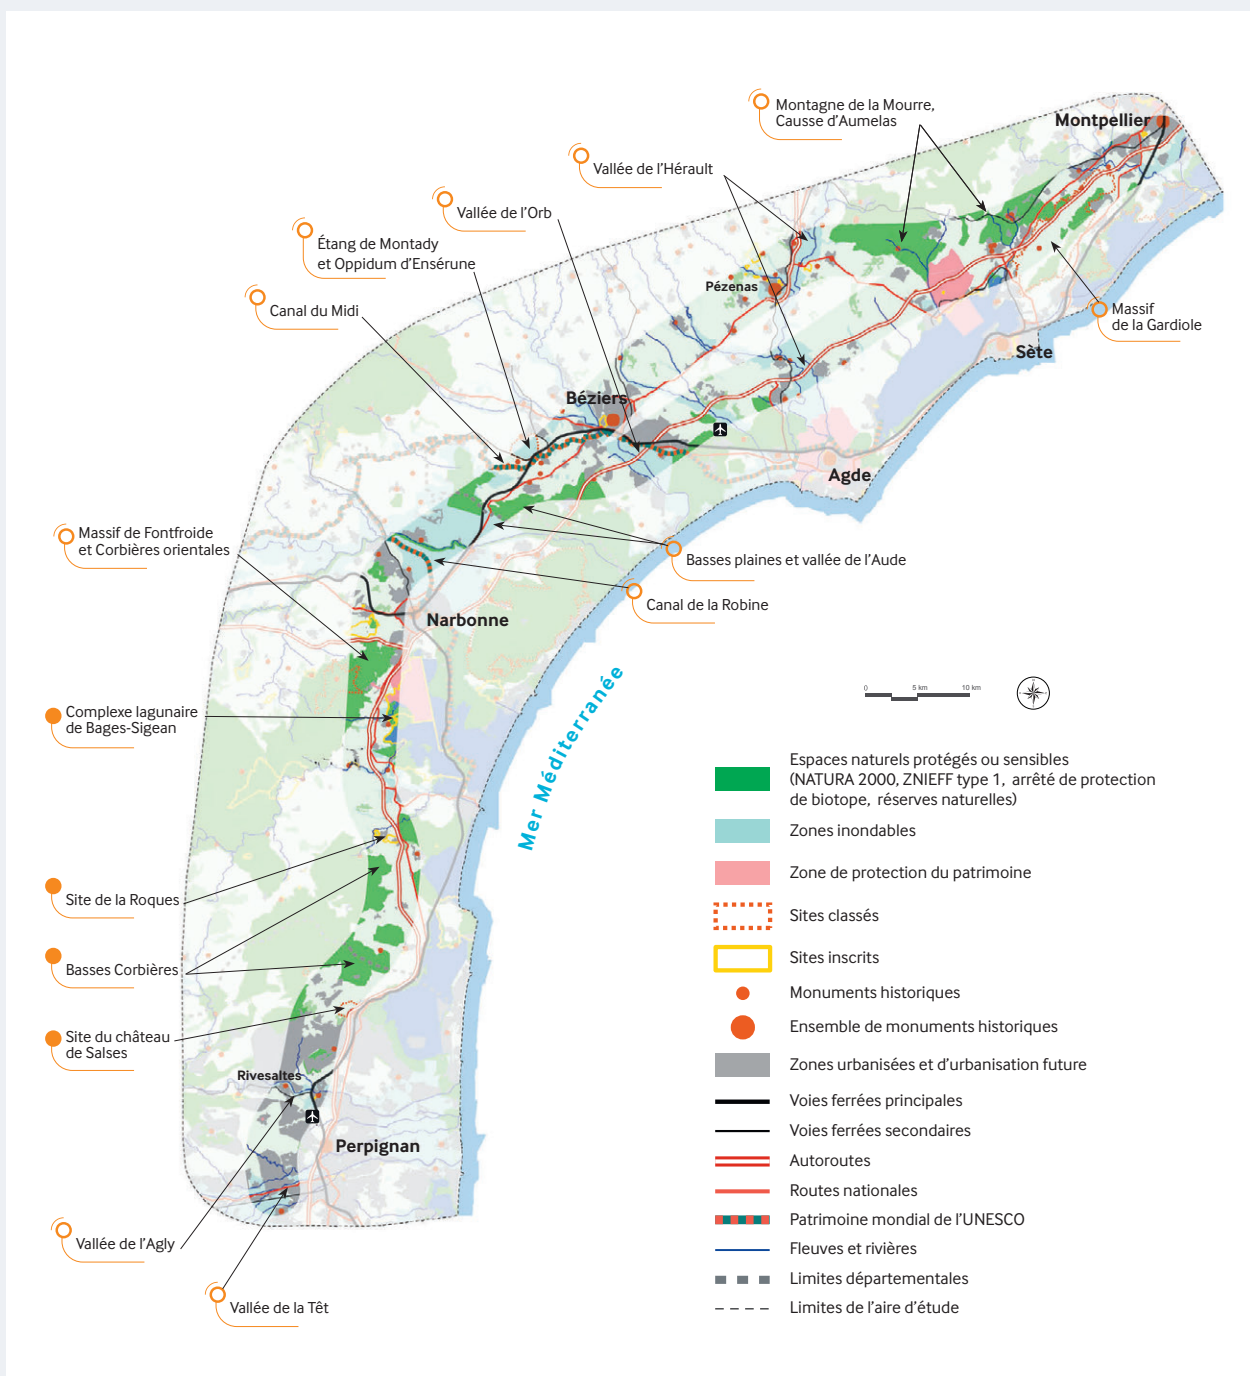 Montagne de la Mourre,
Causse d'Aumelas
Montpellier
Vallée de l'Hérault
Vallée de l'Orb
Étang de Montady
et Oppidum d'Ensérune
Canal du Midi
Pézenas
Massif
de la Gardiole
Sète
Béziers
Agde
Massif de Fontfroide
et Corbières orientales
Basses plaines et vallée de l'Aude
Canal de la Robine
Narbonne
Mer Méditerranée
0 5 km 10 km
Complexe lagunaire
de Bages-Sigean
Site de la Roques
Basses Corbières
Site du château
de Salses
Rivesaltes
Perpignan
Vallée de l'Agly
Vallée de la Têt
Espaces naturels protégés ou sensibles
(NATURA 2000, ZNIEFF type 1, arrêté de protection
de biotope, réserves naturelles)
Zones inondables
Zone de protection du patrimoine
Sites classés
Sites inscrits
Monuments historiques
Ensemble de monuments historiques
Zones urbanisées et d'urbanisation future
Voies ferrées principales
Voies ferrées secondaires
Autoroutes
Routes nationales
Patrimoine mondial de l'UNESCO
Fleuves et rivières
Limites départementales
Limites de l'aire d'étude